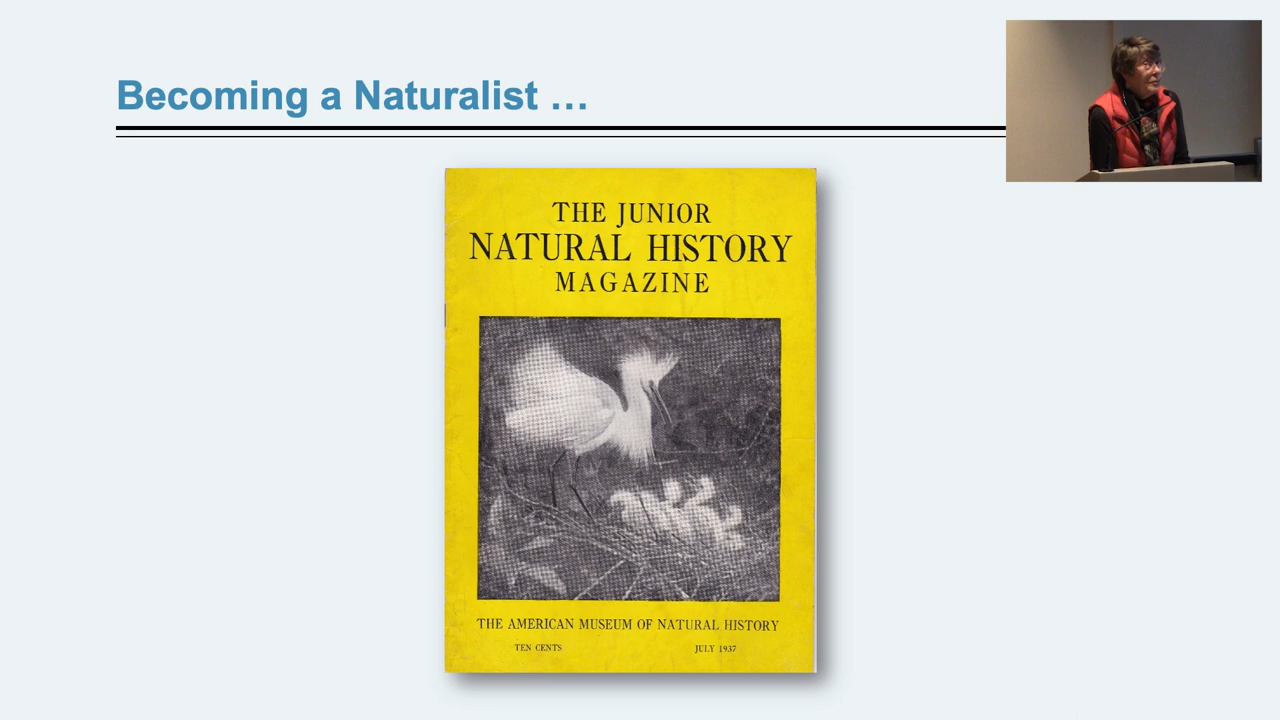 Becoming a Naturalist …
THE JUNIOR
NATURAL HISTORY
MAGAZINE
THE AMERICAN MUSEUM OF NATURAL HISTORY
TEN CENTS JULY 1937